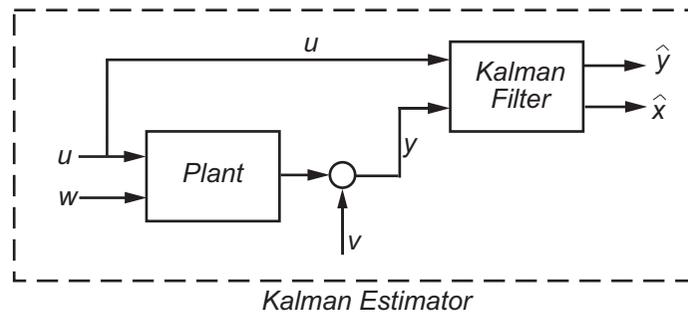 u
Kalman
Filter
ŷ
x̂
y
u
Plant
w
v
Kalman Estimator